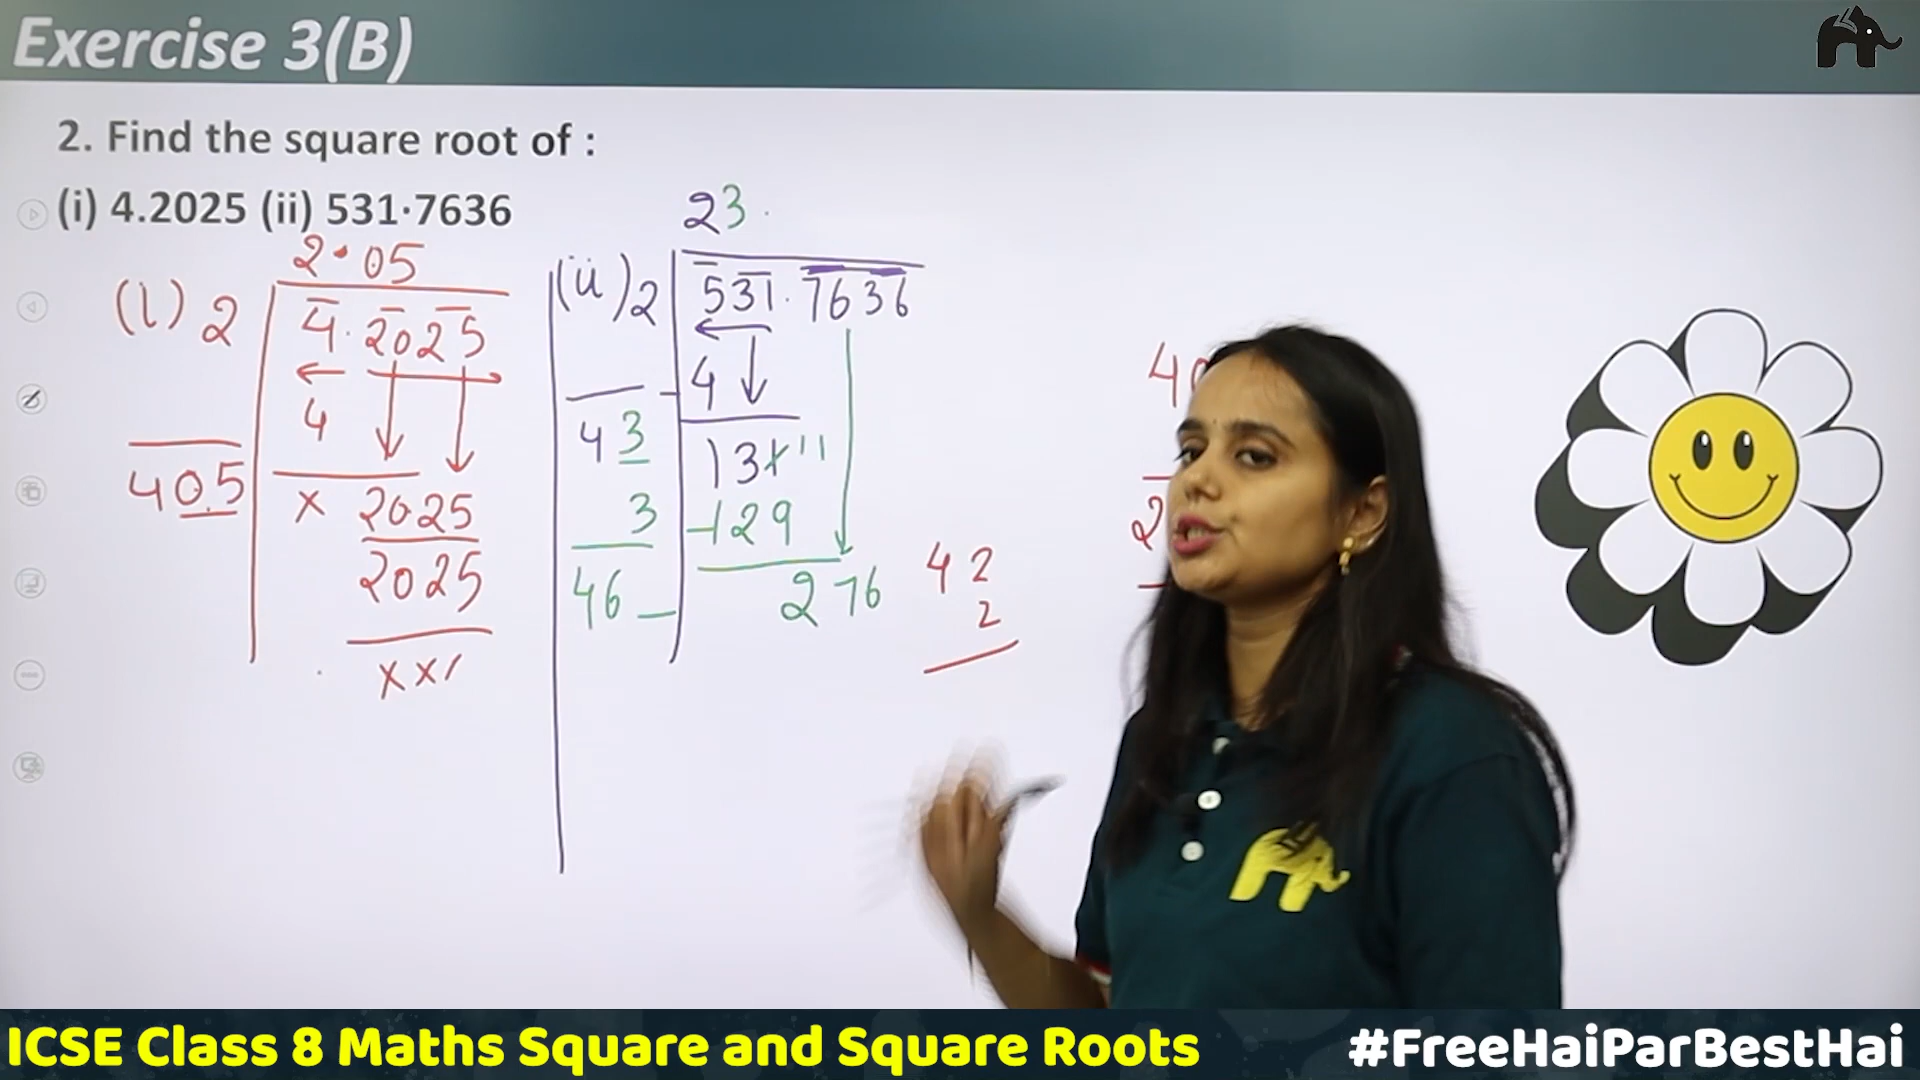 Exercise 3(B)
2. Find the square root of :
(i) 4.2025 (ii) 531·7636
(i)
2.05
2
4.2025
4
405
x 2025
2025
x x x
(ii)
23.
2
531.7636
4
43
131
3
- 129
46_
276
42
2
ICSE Class 8 Maths Square and Square Roots
#FreeHaiParBestHai